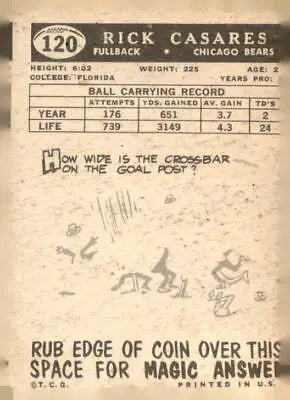 120 RICK CASARES
FULLBACK • CHICAGO BEARS
HEIGHT: 6:02 WEIGHT: 225 AGE: 2
COLLEGE: FLORIDA YEARS PRO:
BALL CARRYING RECORD
ATTEMPTS YDS. GAINED AV. GAIN TD'S
YEAR 176 651 3.7 2
LIFE 739 3149 4.3 24
HOW WIDE IS THE CROSSBAR
ON THE GOAL POST?
RUB EDGE OF COIN OVER THIS
SPACE FOR MAGIC ANSWE
©T.C.G. PRINTED IN U.S.